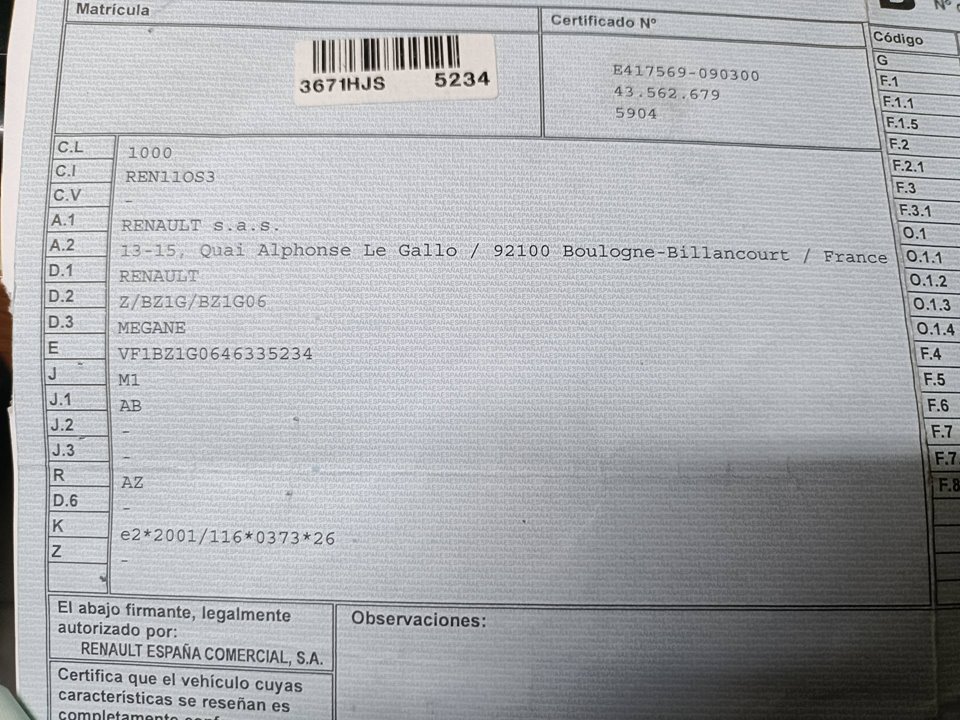 Matrícula
Certificado Nº
Nº
Código
3671HJS 5234
E417569-090300
43.562.679
5904
C.L 1000
C.I REN11OS3
C.V -
A.1 RENAULT s.a.s.
A.2 13-15, Quai Alphonse Le Gallo / 92100 Boulogne-Billancourt / France
D.1 RENAULT
D.2 Z/BZ1G/BZ1G06
D.3 MEGANE
E VF1BZ1G0646335234
J M1
J.1 AB
J.2 -
J.3 -
R AZ
D.6 -
K e2*2001/116*0373*26
Z -
G
F.1
F.1.1
F.1.5
F.2
F.2.1
F.3
F.3.1
O.1
O.1.1
O.1.2
O.1.3
O.1.4
F.4
F.5
F.6
F.7
F.7.
F.8
El abajo firmante, legalmente
autorizado por:
RENAULT ESPAÑA COMERCIAL, S.A.
Certifica que el vehículo cuyas
características se reseñan es
completamente
Observaciones: